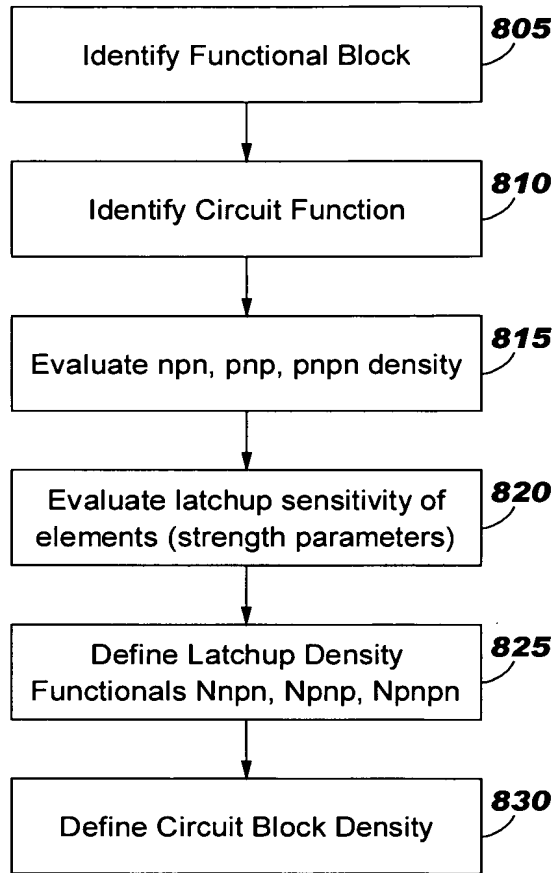 805
Identify Functional Block
810
Identify Circuit Function
815
Evaluate npn, pnp, pnpn density
820
Evaluate latchup sensitivity of
elements (strength parameters)
825
Define Latchup Density
Functionals Nnpn, Npnp, Npnpn
830
Define Circuit Block Density